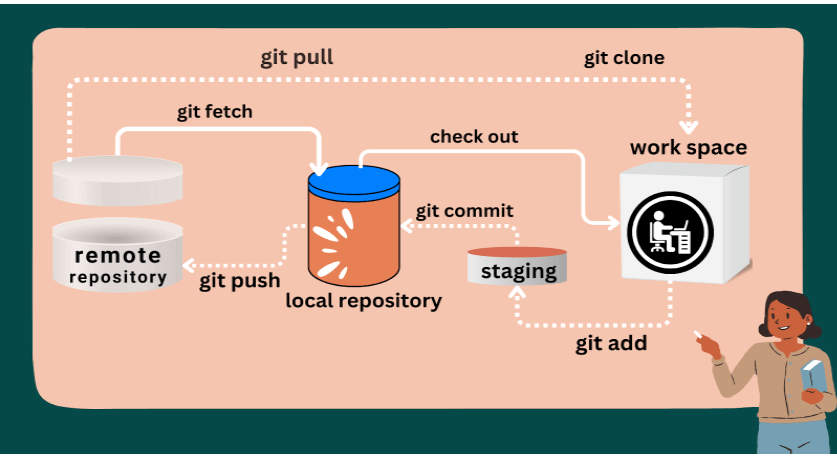 git pull
git clone
git fetch
check out
work space
git commit
remote
repository
staging
git push
local repository
git add